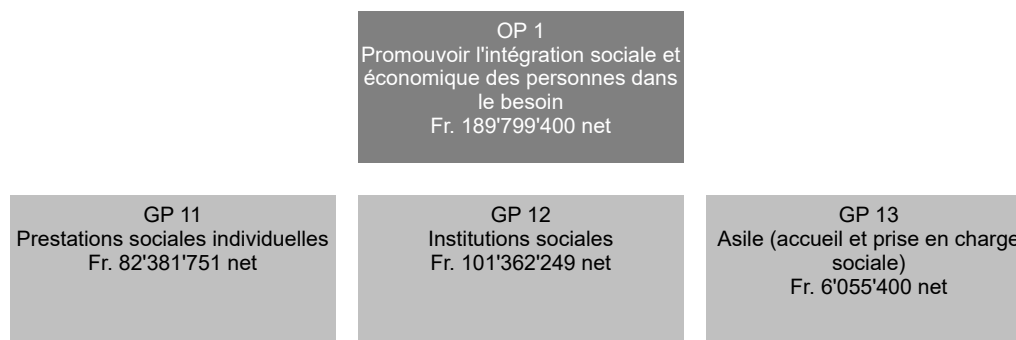 OP 1
Promouvoir l'intégration sociale et
économique des personnes dans
le besoin
Fr. 189'799'400 net
GP 11
Prestations sociales individuelles
Fr. 82'381'751 net
GP 12
Institutions sociales
Fr. 101'362'249 net
GP 13
Asile (accueil et prise en charge
sociale)
Fr. 6'055'400 net